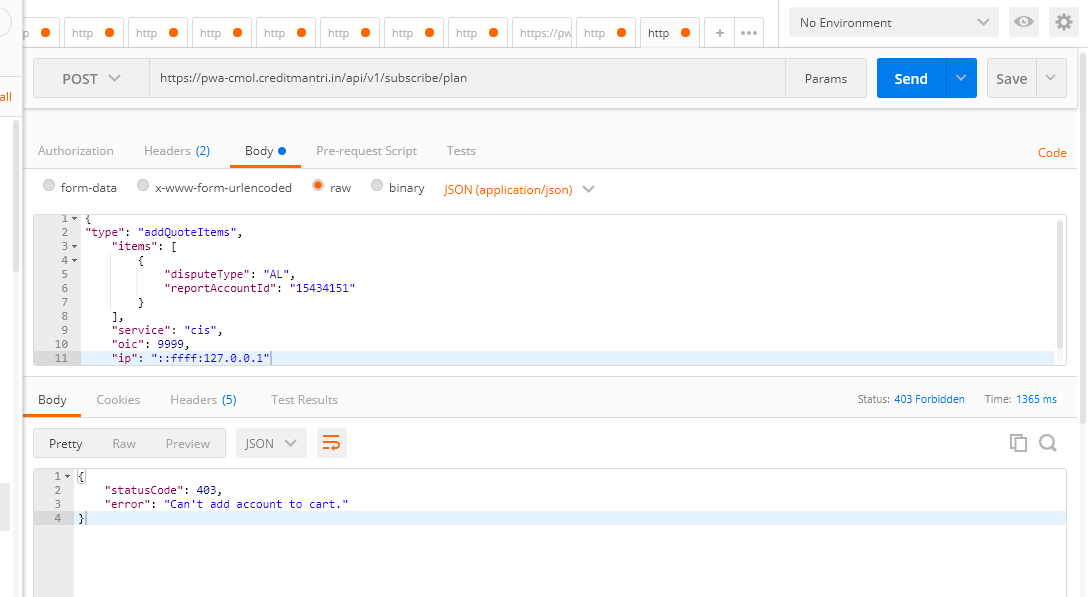 p http http http http http http http https://pw http http + ••• No Environment
all
POST https://pwa-cmol.creditmantri.in/api/v1/subscribe/plan Params Send Save
Authorization Headers (2) Body Pre-request Script Tests Code
form-data x-www-form-urlencoded raw binary JSON (application/json)
1 {
2 "type": "addQuoteItems",
3 "items": [
4 {
5 "disputeType": "AL",
6 "reportAccountId": "15434151"
7 }
8 ],
9 "service": "cis",
10 "oic": 9999,
11 "ip": "::ffff:127.0.0.1"
Body Cookies Headers (5) Test Results Status: 403 Forbidden Time: 1365 ms
Pretty Raw Preview JSON
1 {
2 "statusCode": 403,
3 "error": "Can't add account to cart."
4 }